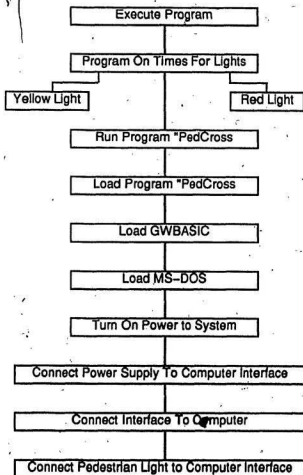 Execute Program
Program On Times For Lights
Yellow Light
Red Light
Run Program "PedCross
Load Program "PedCross
Load GWBASIC
Load MS-DOS
Turn On Power to System
Connect Power Supply To Computer Interface
Connect Interface To Computer
Connect Pedestrian Light to Computer Interface